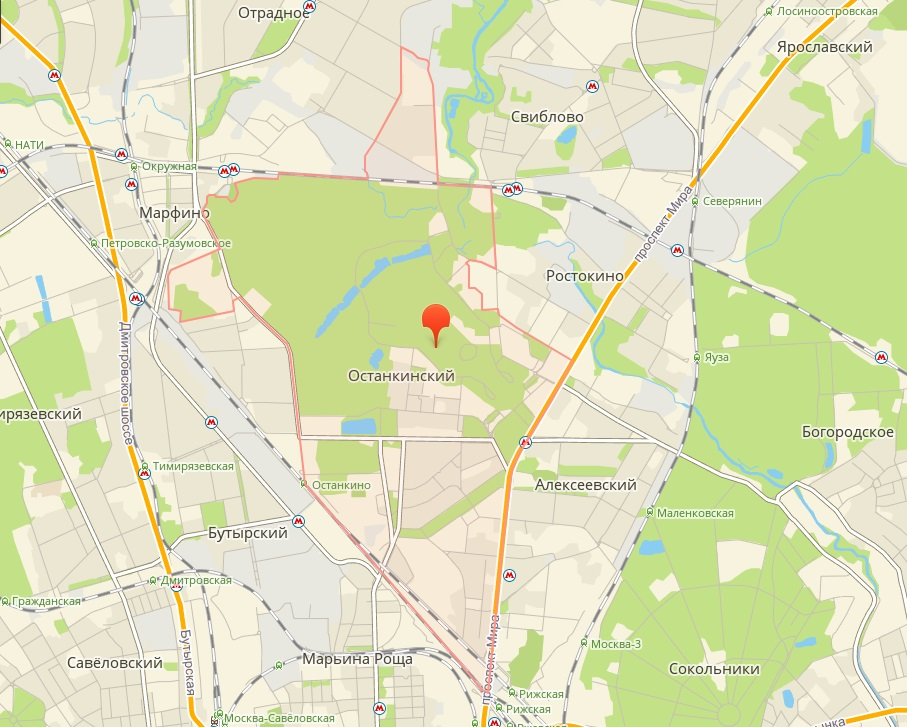 Отрадное
Лосиноостровская
Ярославский
Свиблово
НАТИ
Окружная
Северянин
Марфино
проспект Мира
Петровско-Разумовское
Ростокино
Яуза
Останкинский
Дмитровское шоссе
ирязевский
Богородское
Тимирязевская
Останкино
Алексеевский
Маленковская
Бутырский
Дмитровская
Гражданская
Москва-3
Бутырская
проспект Мира
Савёловский
Марьина Роща
Сокольники
Рижская
Рижская
Москва-Савёловская